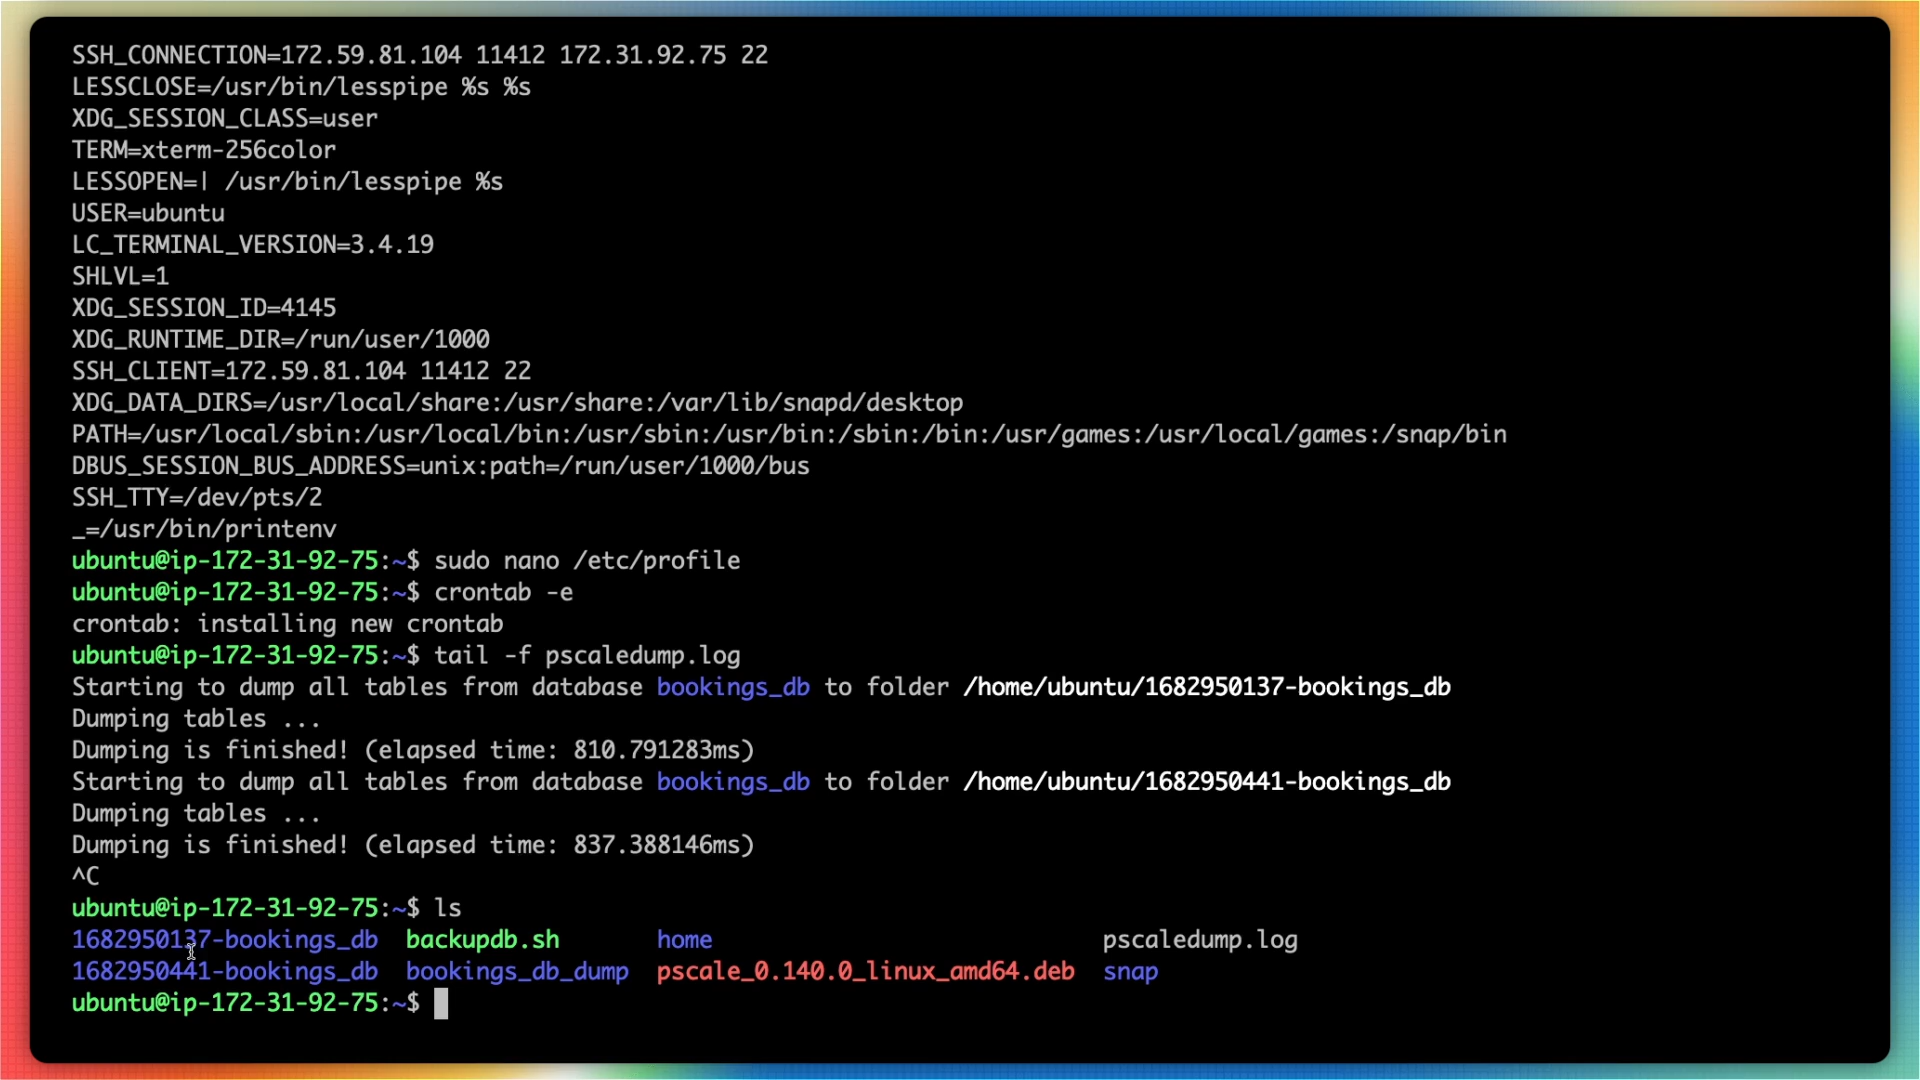 SSH_CONNECTION=172.59.81.104 11412 172.31.92.75 22
LESSCLOSE=/usr/bin/lesspipe %s %s
XDG_SESSION_CLASS=user
TERM=xterm-256color
LESSOPEN=| /usr/bin/lesspipe %s
USER=ubuntu
LC_TERMINAL_VERSION=3.4.19
SHLVL=1
XDG_SESSION_ID=4145
XDG_RUNTIME_DIR=/run/user/1000
SSH_CLIENT=172.59.81.104 11412 22
XDG_DATA_DIRS=/usr/local/share:/usr/share:/var/lib/snapd/desktop
PATH=/usr/local/sbin:/usr/local/bin:/usr/sbin:/usr/bin:/sbin:/bin:/usr/games:/usr/local/games:/snap/bin
DBUS_SESSION_BUS_ADDRESS=unix:path=/run/user/1000/bus
SSH_TTY=/dev/pts/2
_=/usr/bin/printenv
ubuntu@ip-172-31-92-75:~$ sudo nano /etc/profile
ubuntu@ip-172-31-92-75:~$ crontab -e
crontab: installing new crontab
ubuntu@ip-172-31-92-75:~$ tail -f pscaledump.log
Starting to dump all tables from database bookings_db to folder /home/ubuntu/1682950137-bookings_db
Dumping tables ...
Dumping is finished! (elapsed time: 810.791283ms)
Starting to dump all tables from database bookings_db to folder /home/ubuntu/1682950441-bookings_db
Dumping tables ...
Dumping is finished! (elapsed time: 837.388146ms)
^C
ubuntu@ip-172-31-92-75:~$ ls
1682950137-bookings_db  backupdb.sh       home                            pscaledump.log
1682950441-bookings_db  bookings_db_dump  pscale_0.140.0_linux_amd64.deb  snap
ubuntu@ip-172-31-92-75:~$